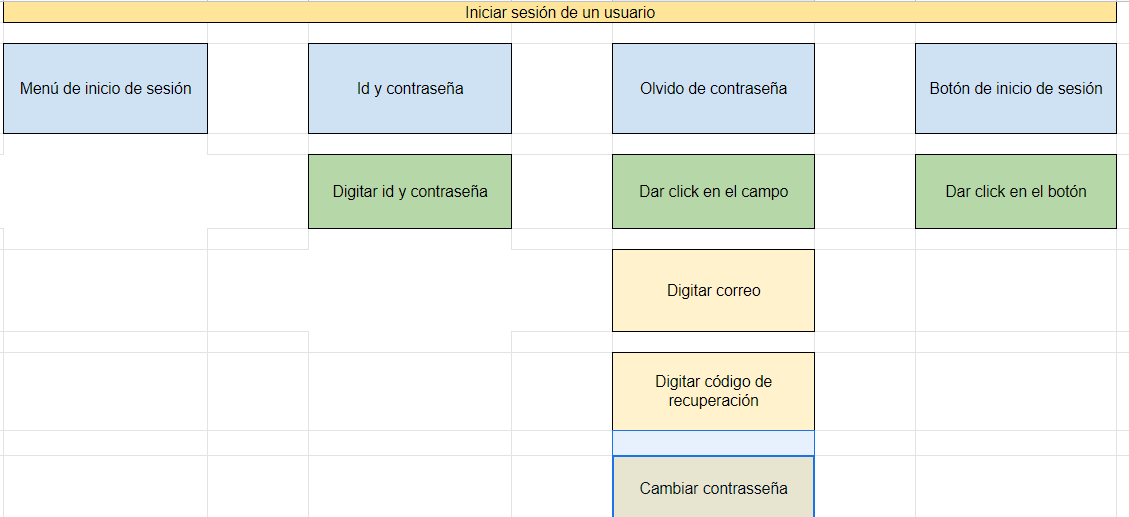 Iniciar sesión de un usuario
Menú de inicio de sesión
Id y contraseña
Olvido de contraseña
Botón de inicio de sesión
Digitar id y contraseña
Dar click en el campo
Dar click en el botón
Digitar correo
Digitar código de
recuperación
Cambiar contrasseña